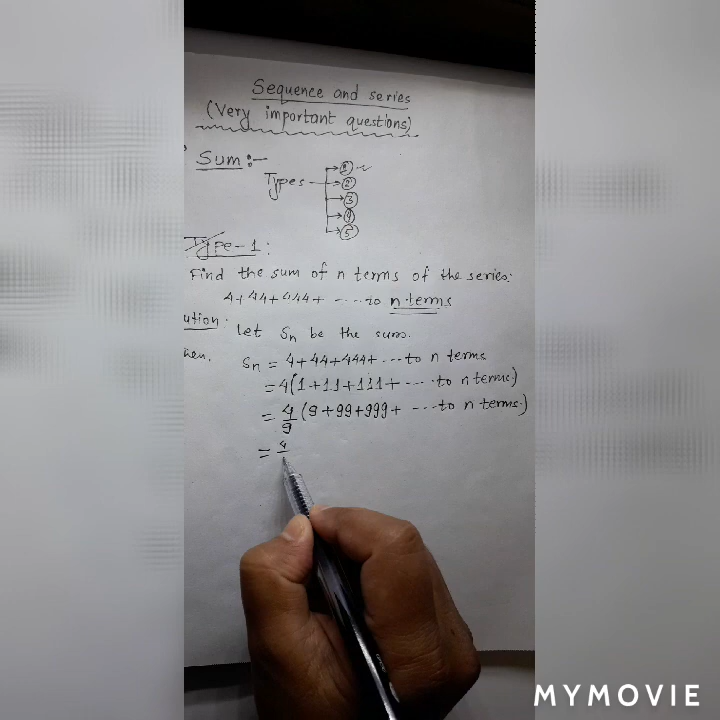 Sequence and series
(Very important questions)
Sum:-
Types
1
2
3
4
5
Type-1:
Find the sum of n terms of the series:
4+44+444+ ---- to n terms
ution:
Let Sn be the sum.
hen,
Sn = 4+44+444+ --- to n terms
= 4(1+11+111+ ---- to n terms)
= 4/9 (9+99+999+ --- to n terms.)
= 4
MYMOVIE